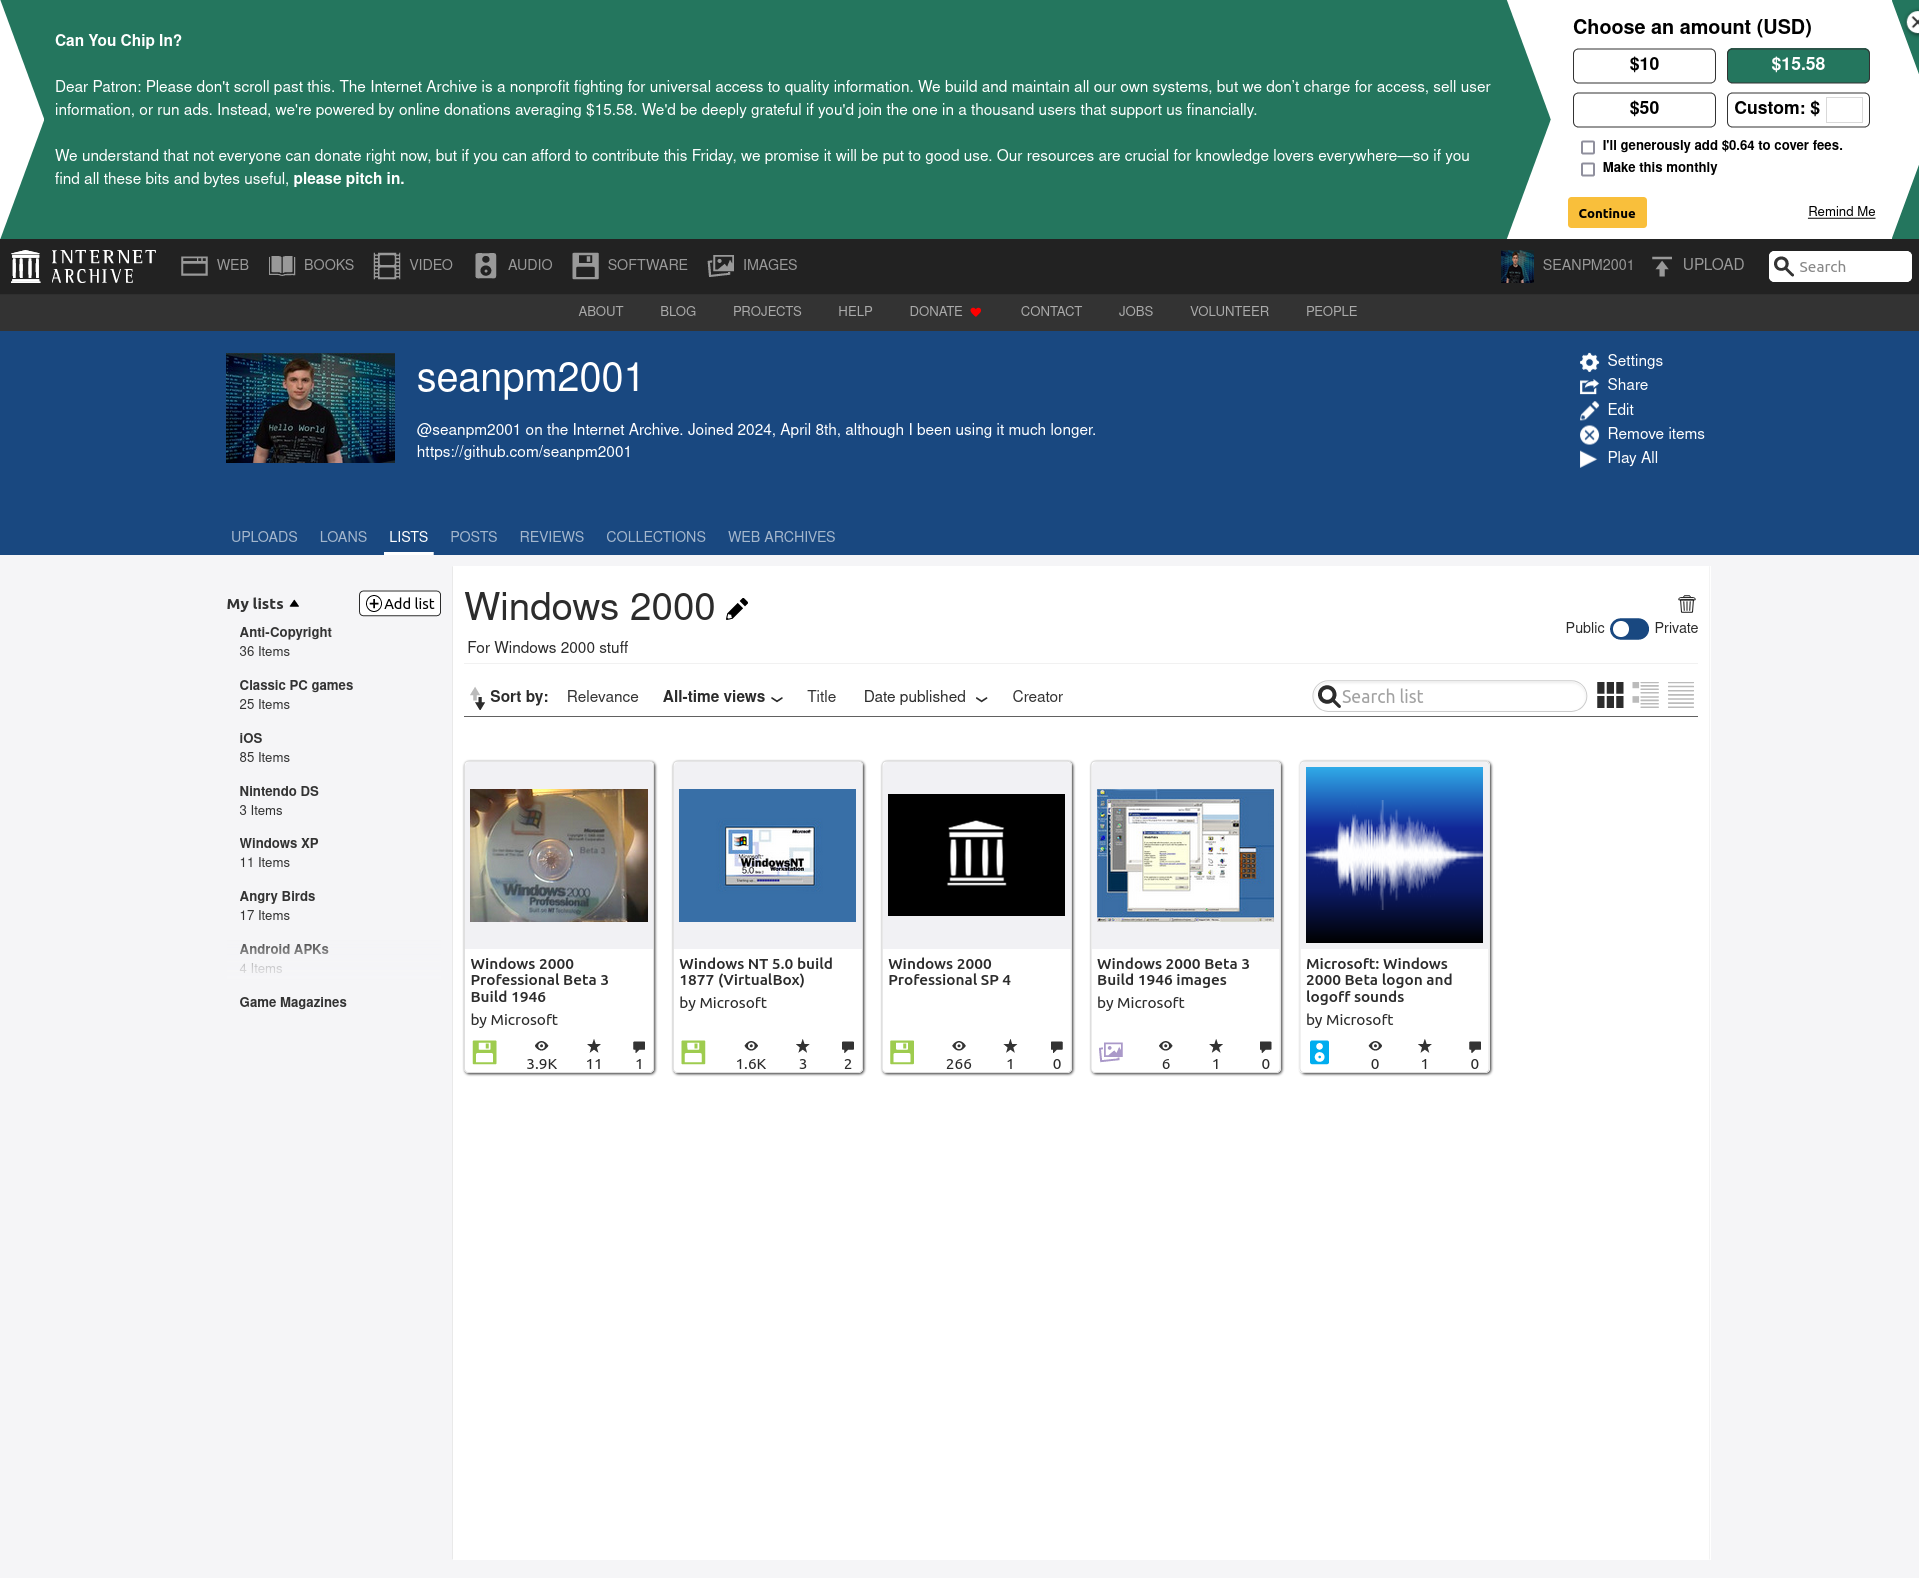 Can You Chip In?
Dear Patron: Please don't scroll past this. The Internet Archive is a nonprofit fighting for universal access to quality information. We build and maintain all our own systems, but we don’t charge for access, sell user
information, or run ads. Instead, we're powered by online donations averaging $15.58. We'd be deeply grateful if you'd join the one in a thousand users that support us financially.
We understand that not everyone can donate right now, but if you can afford to contribute this Friday, we promise it will be put to good use. Our resources are crucial for knowledge lovers everywhere—so if you
find all these bits and bytes useful, please pitch in.
Choose an amount (USD)
$10 $15.58
$50 Custom: $
I'll generously add $0.64 to cover fees.
Make this monthly
Continue Remind Me
INTERNET ARCHIVE WEB BOOKS VIDEO AUDIO SOFTWARE IMAGES SEANPM2001 UPLOAD Search
ABOUT BLOG PROJECTS HELP DONATE CONTACT JOBS VOLUNTEER PEOPLE
Hello World
seanpm2001
@seanpm2001 on the Internet Archive. Joined 2024, April 8th, although I been using it much longer.
https://github.com/seanpm2001
Settings
Share
Edit
Remove items
Play All
UPLOADS LOANS LISTS POSTS REVIEWS COLLECTIONS WEB ARCHIVES
My lists Add list
Anti-Copyright
36 Items
Classic PC games
25 Items
iOS
85 Items
Nintendo DS
3 Items
Windows XP
11 Items
Angry Birds
17 Items
Android APKs
4 Items
Game Magazines
Windows 2000
For Windows 2000 stuff
Public Private
Sort by: Relevance All-time views Title Date published Creator Search list
Beta 3
Windows 2000
Professional
Windows 2000
Professional Beta 3
Build 1946
by Microsoft
3.9K 11 1
Microsoft
WindowsNT
Workstation
5.0
Windows NT 5.0 build
1877 (VirtualBox)
by Microsoft
1.6K 3 2
Windows 2000
Professional SP 4
266 1 0
Windows 2000 Beta 3
Build 1946 images
by Microsoft
6 1 0
Microsoft: Windows
2000 Beta logon and
logoff sounds
by Microsoft
0 1 0